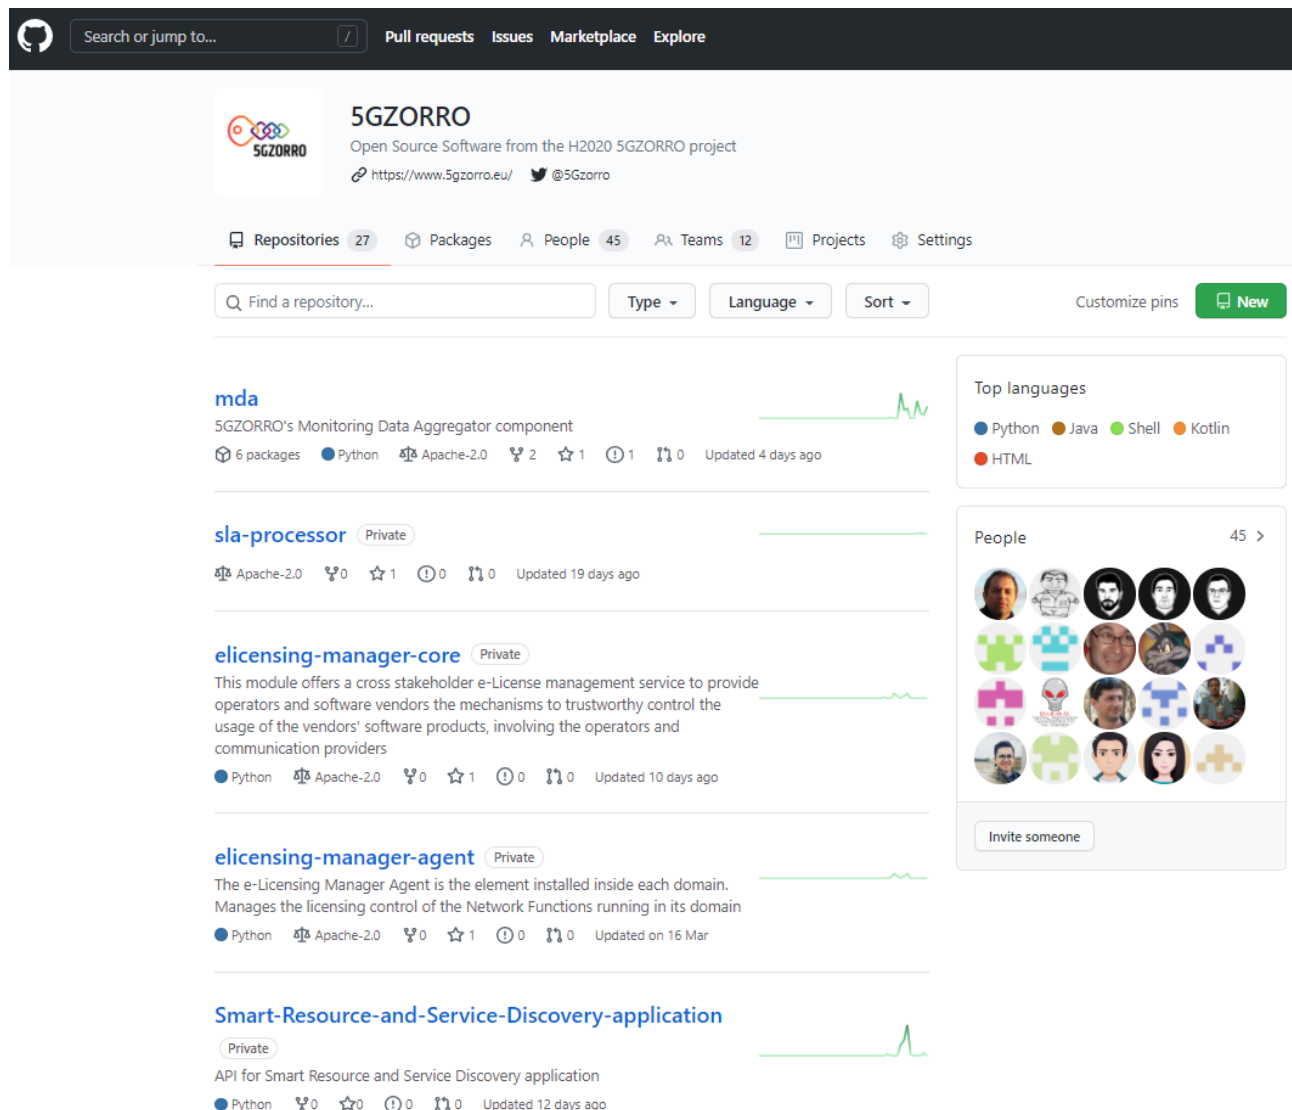 Search or jump to... / Pull requests Issues Marketplace Explore
5GZORRO
5GZORRO
Open Source Software from the H2020 5GZORRO project
https://www.5gzorro.eu/ @5Gzorro
Repositories 27 Packages People 45 Teams 12 Projects Settings
Find a repository... Type Language Sort Customize pins New
mda
5GZORRO's Monitoring Data Aggregator component
6 packages Python Apache-2.0 2 1 1 0 Updated 4 days ago
sla-processor Private
Apache-2.0 0 1 0 0 Updated 19 days ago
elicensing-manager-core Private
This module offers a cross stakeholder e-License management service to provide
operators and software vendors the mechanisms to trustworthy control the
usage of the vendors' software products, involving the operators and
communication providers
Python Apache-2.0 0 1 0 0 Updated 10 days ago
elicensing-manager-agent Private
The e-Licensing Manager Agent is the element installed inside each domain.
Manages the licensing control of the Network Functions running in its domain
Python Apache-2.0 0 1 0 0 Updated on 16 Mar
Smart-Resource-and-Service-Discovery-application
Private
API for Smart Resource and Service Discovery application
Python 0 0 0 0 Updated 12 days ago
Top languages
Python Java Shell Kotlin
HTML
People 45
Invite someone